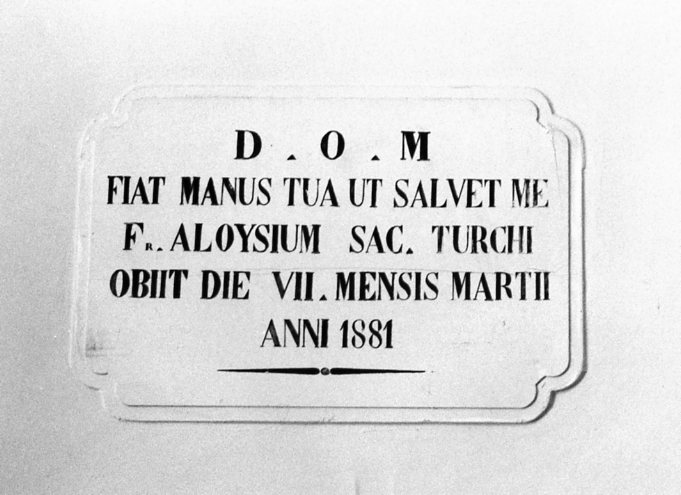 D . O . M
FIAT MANUS TUA UT SALVET ME
Fr. ALOYSIUM SAC. TURCHI
OBIIT DIE VII. MENSIS MARTII
ANNI 1881